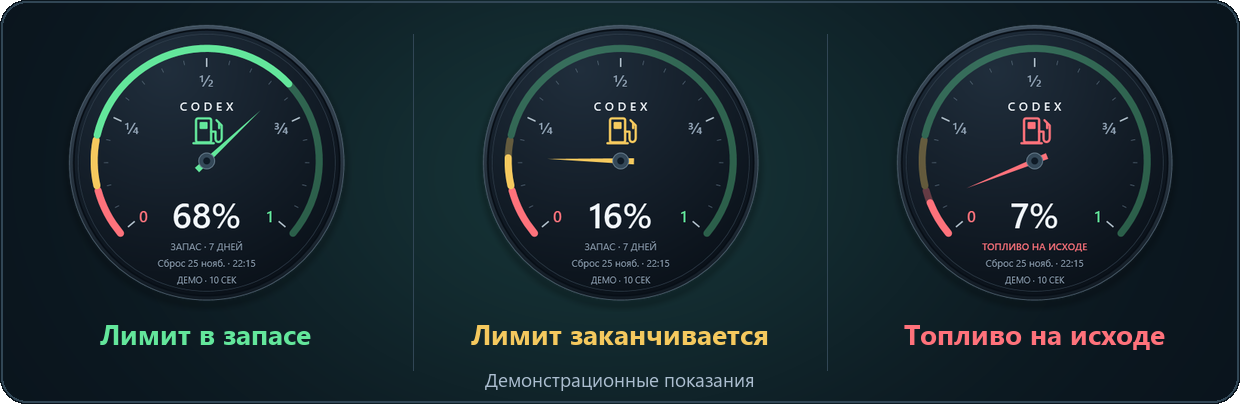 ½
¼
¾
CODEX
0
68%
1
ЗАПАС · 7 ДНЕЙ
Сброс 25 нояб. · 22:15
ДЕМО · 10 СЕК
Лимит в запасе
½
¼
¾
CODEX
0
16%
1
ЗАПАС · 7 ДНЕЙ
Сброс 25 нояб. · 22:15
ДЕМО · 10 СЕК
Лимит заканчивается
½
¼
¾
CODEX
0
7%
1
ТОПЛИВО НА ИСХОДЕ
Сброс 25 нояб. · 22:15
ДЕМО · 10 СЕК
Топливо на исходе
Демонстрационные показания